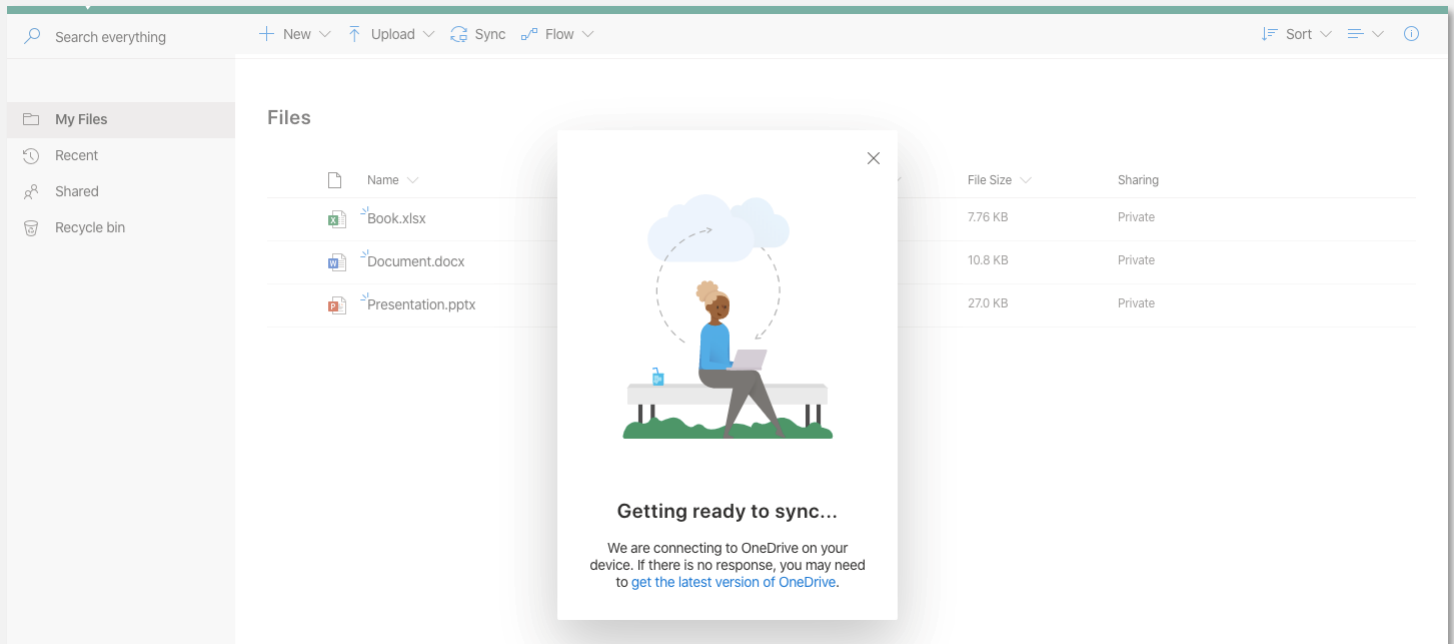 Search everything
New
Upload
Sync
Flow
Sort
My Files
Recent
Shared
Recycle bin
Files
Name
File Size
Sharing
Book.xlsx
7.76 KB
Private
Document.docx
10.8 KB
Private
Presentation.pptx
27.0 KB
Private
Getting ready to sync...
We are connecting to OneDrive on your
device. If there is no response, you may need
to get the latest version of OneDrive.